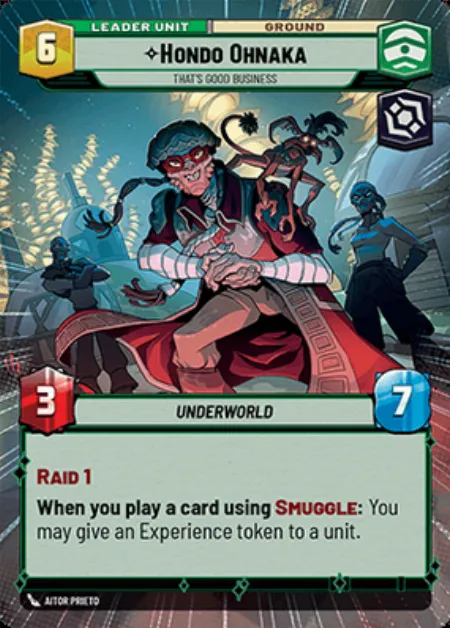 LEADER UNIT GROUND
6
✧HONDO OHNAKA
THAT'S GOOD BUSINESS
3
UNDERWORLD
7
RAID 1
When you play a card using SMUGGLE: You
may give an Experience token to a unit.
AITOR PRIETO